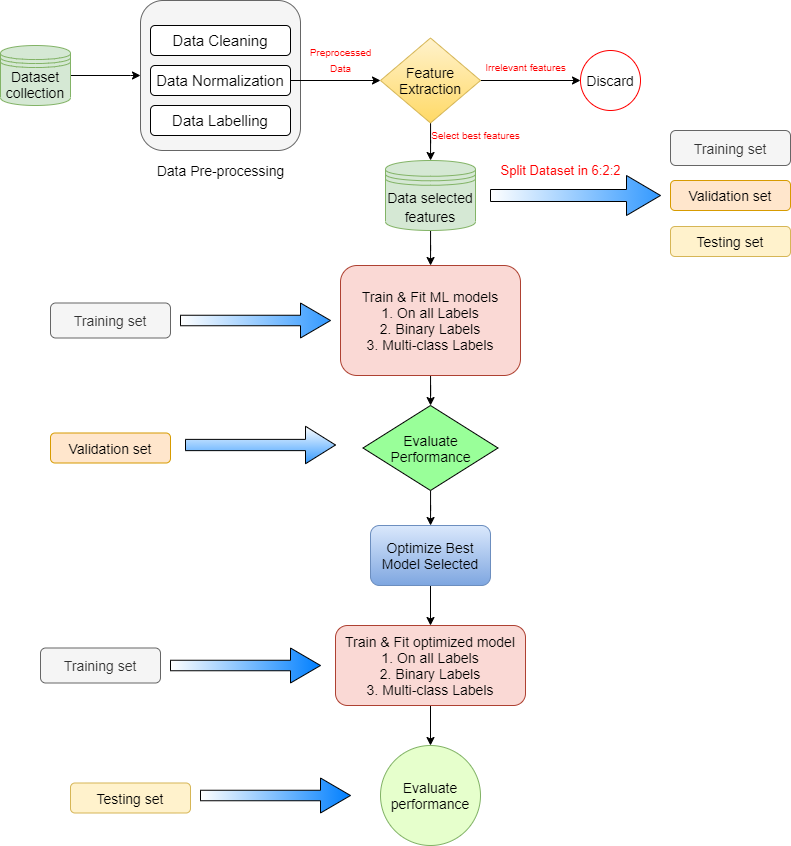 Dataset
collection
Data Cleaning
Data Normalization
Data Labelling
Data Pre-processing
Preprocessed
Data
Feature
Extraction
Irrelevant features
Discard
Select best features
Data selected
features
Split Dataset in 6:2:2
Training set
Validation set
Testing set
Training set
Train & Fit ML models
1. On all Labels
2. Binary Labels
3. Multi-class Labels
Validation set
Evaluate
Performance
Optimize Best
Model Selected
Training set
Train & Fit optimized model
1. On all Labels
2. Binary Labels
3. Multi-class Labels
Testing set
Evaluate
performance